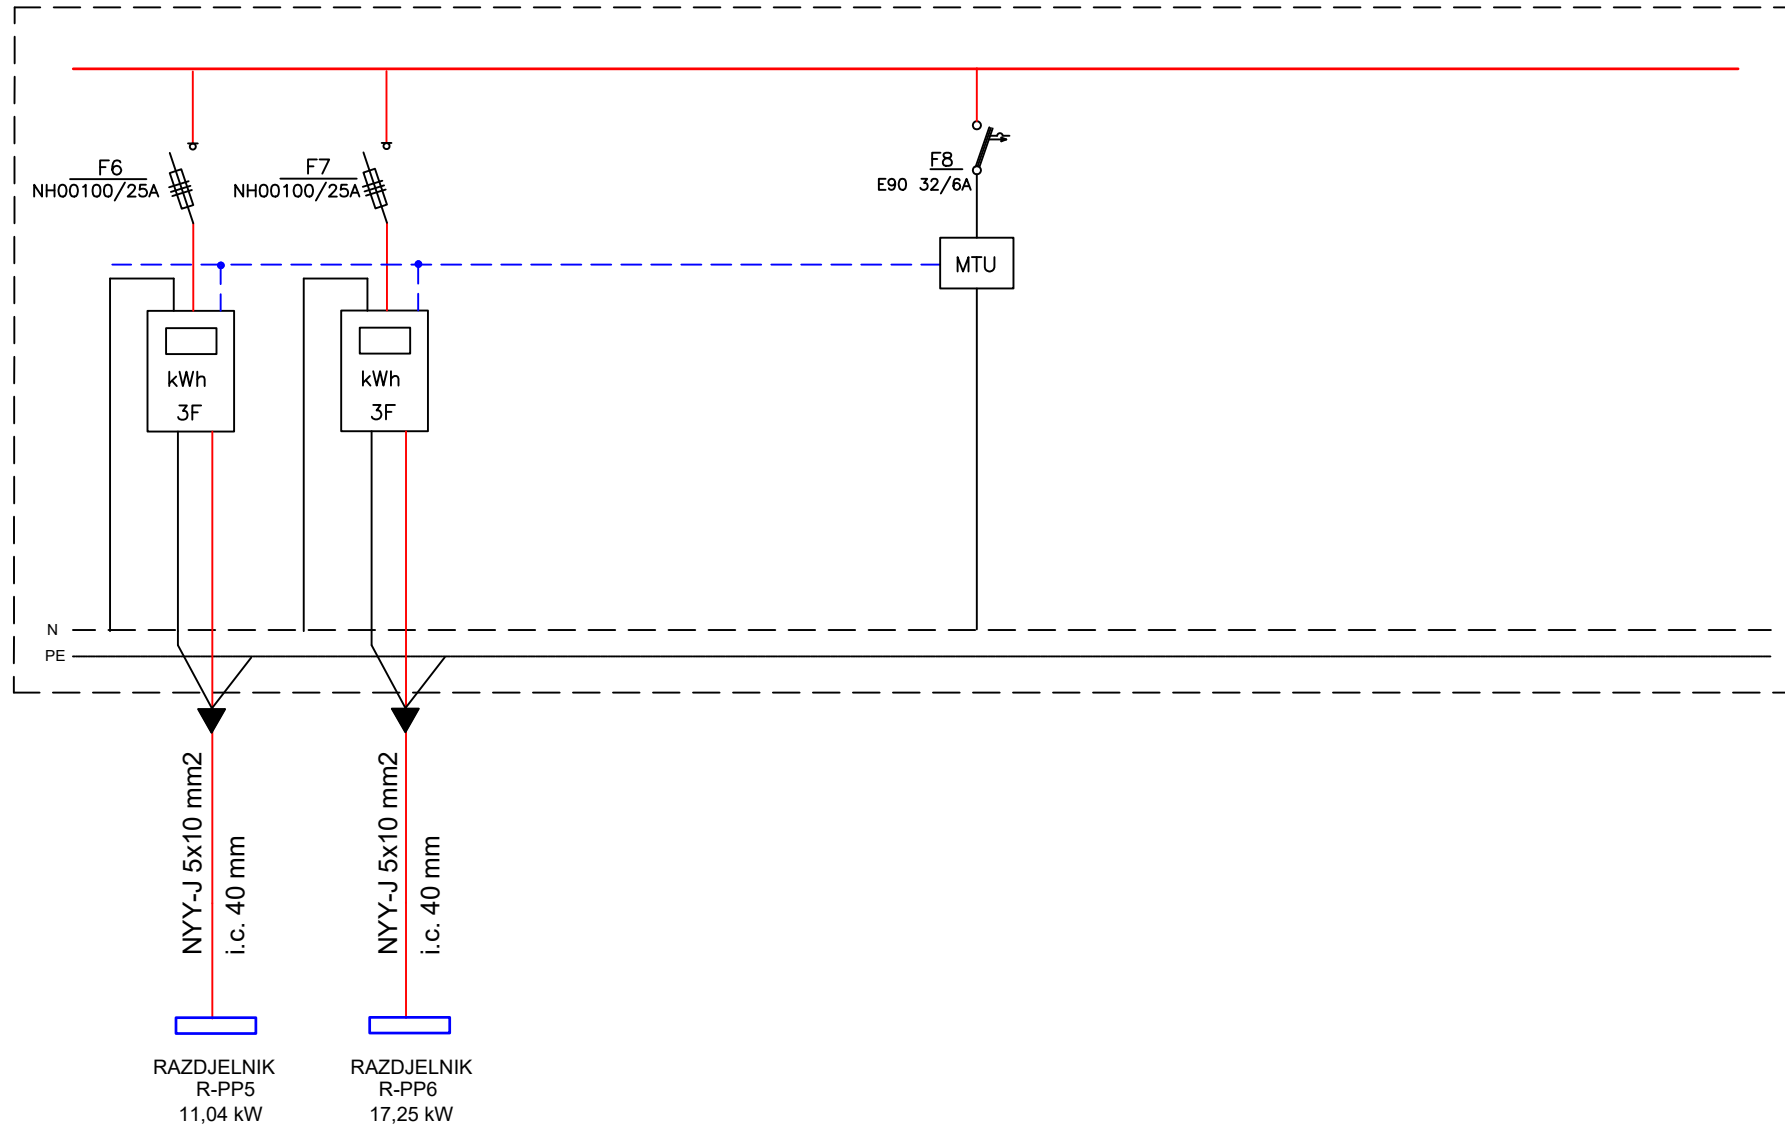 F6
NH00100/25A
F7
NH00100/25A
F8
E90 32/6A
MTU
kWh
3F
kWh
3F
N
PE
NYY-J 5x10 mm2
i.c. 40 mm
NYY-J 5x10 mm2
i.c. 40 mm
RAZDJELNIK
R-PP5
11,04 kW
RAZDJELNIK
R-PP6
17,25 kW